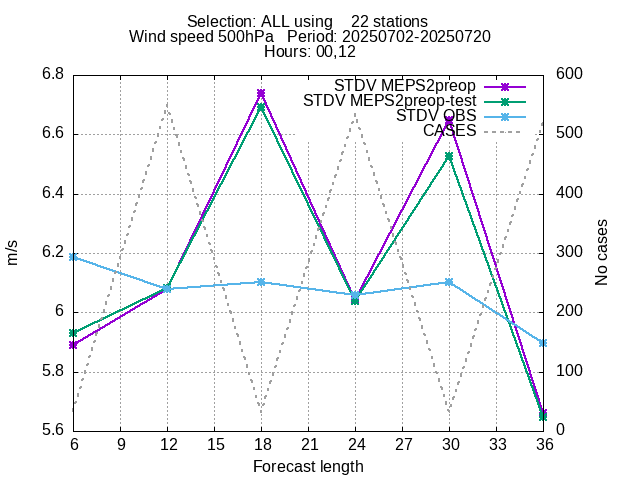 Selection: ALL using    22 stations
Wind speed 500hPa   Period: 20250702-20250720
Hours: 00,12
STDV MEPS2preop
STDV MEPS2preop-test
STDV OBS
CASES
6.8
6.6
6.4
6.2
6
5.8
5.6
m/s
600
500
400
300
200
100
0
No cases
6 9 12 15 18 21 24 27 30 33 36
Forecast length